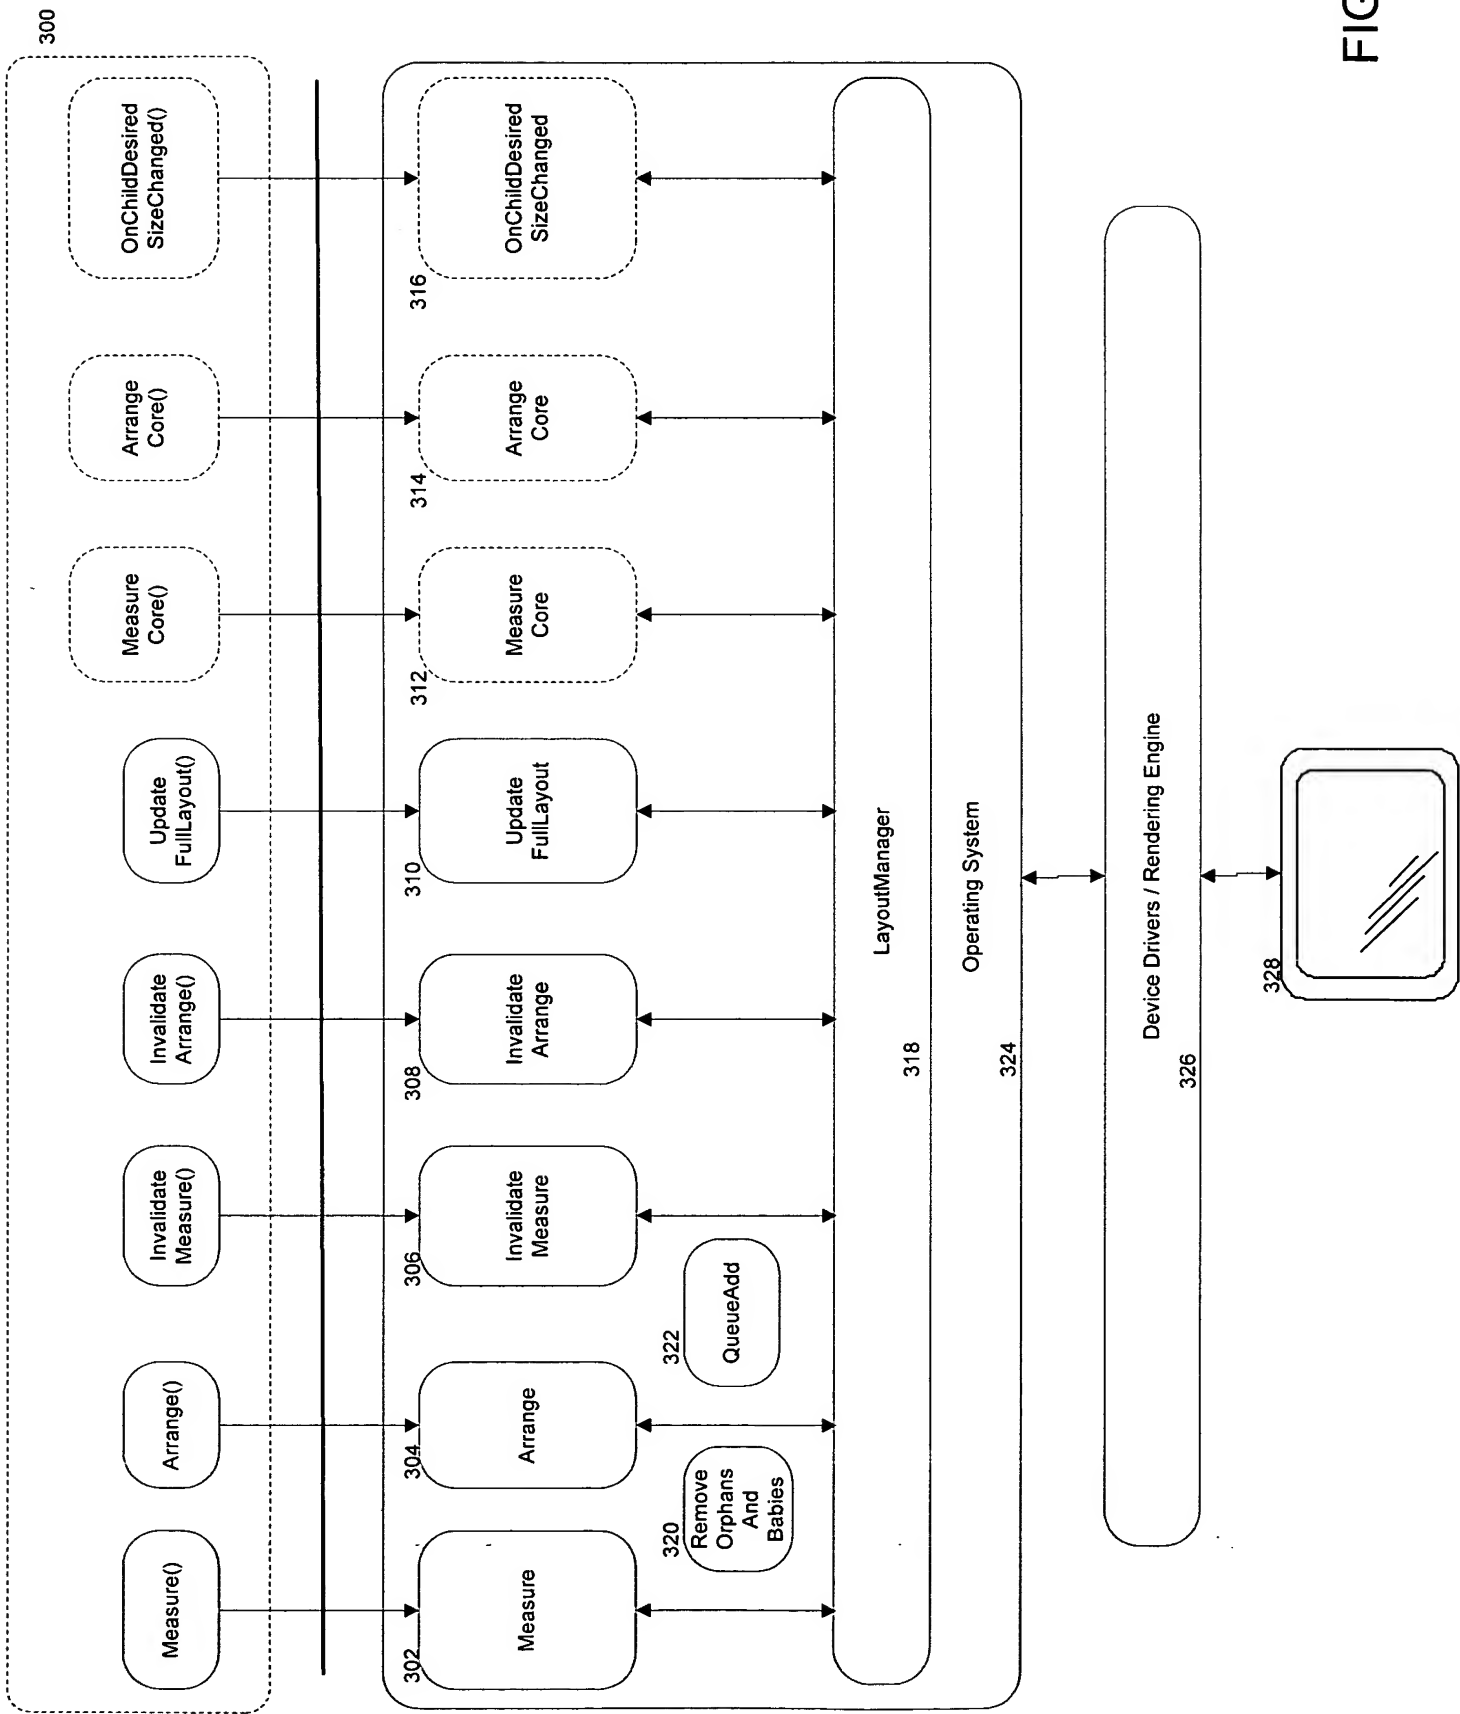 300
Measure()
Arrange()
Invalidate
Measure()
Invalidate
Arrange()
Update
FullLayout()
Measure
Core()
Arrange
Core()
OnChildDesired
SizeChanged()
302
Measure
304
Arrange
306
Invalidate
Measure
308
Invalidate
Arrange
310
Update
FullLayout
312
Measure
Core
314
Arrange
Core
316
OnChildDesired
SizeChanged
320
Remove
Orphans
And
Babies
322
QueueAdd
LayoutManager
318
Operating System
324
Device Drivers / Rendering Engine
326
328